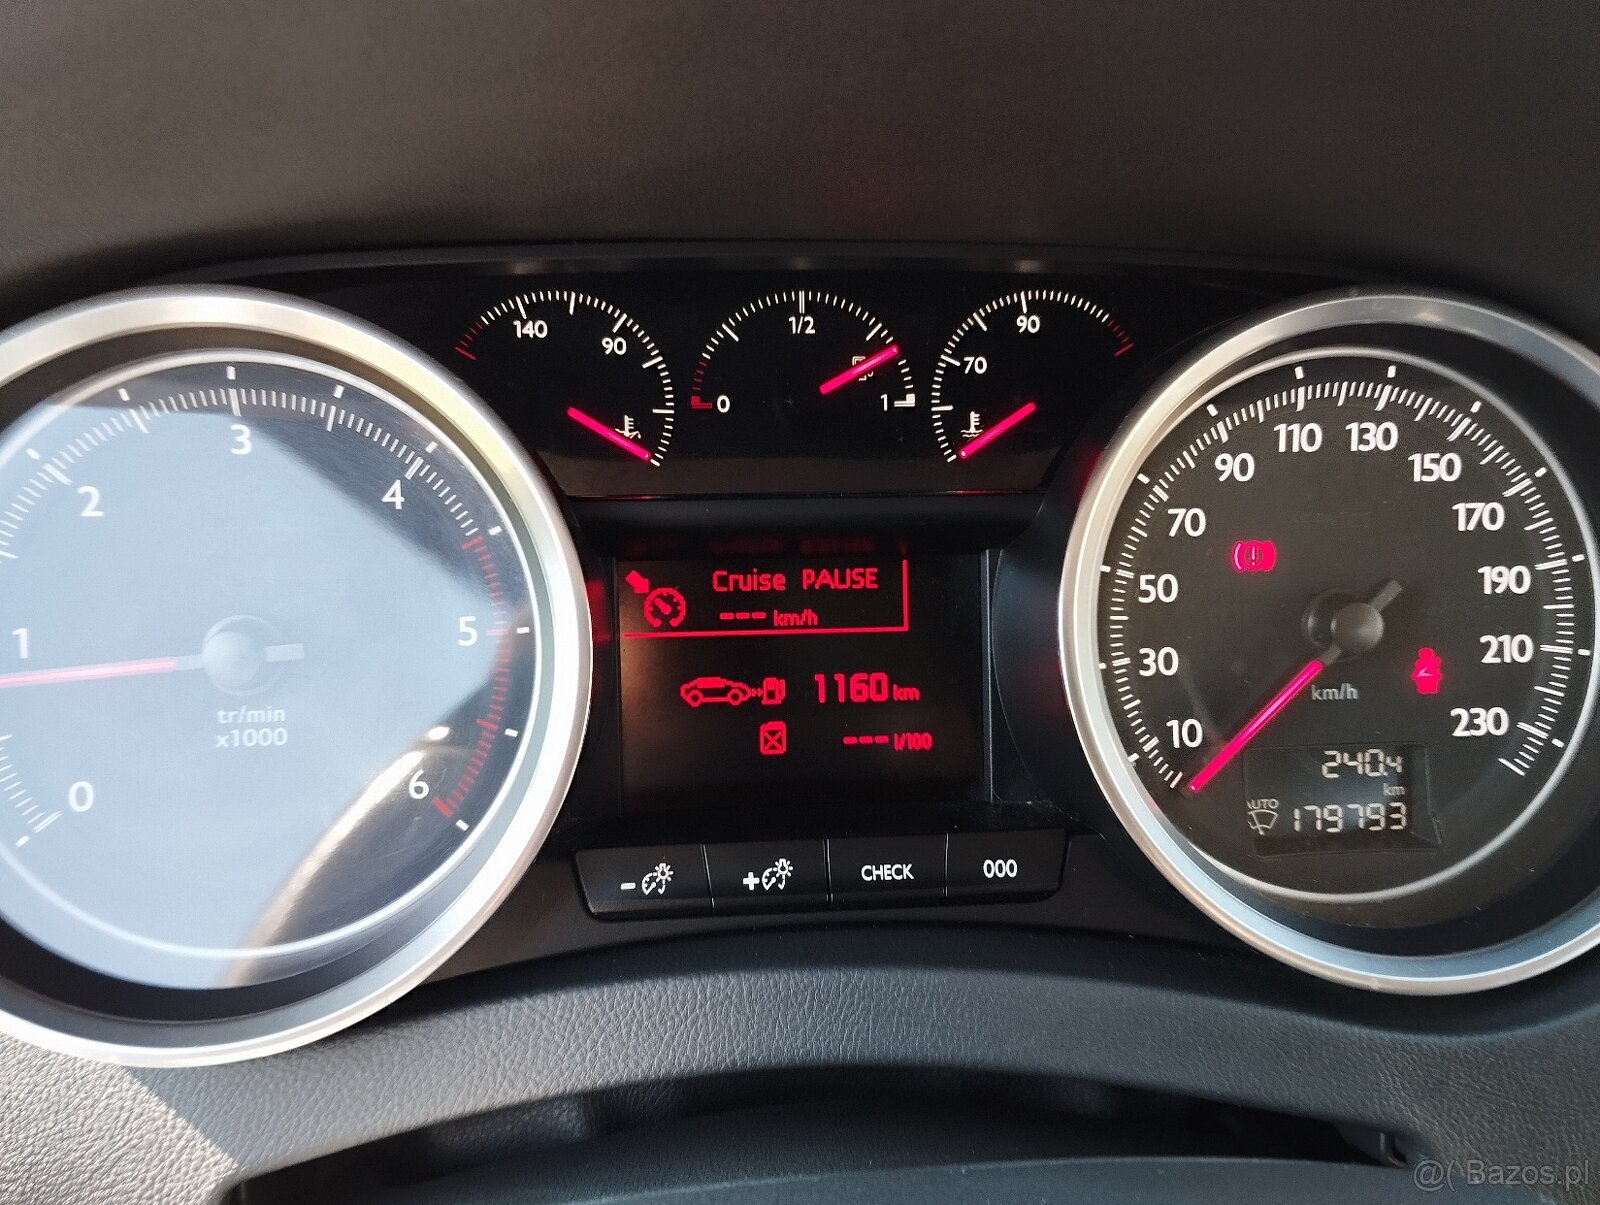 140
90
0
1/2
1
70
90
0
1
2
3
4
5
6
tr/min
x1000
Cruise PAUSE
--- km/h
1160 km
--- l/100
10
30
50
70
90
110
130
150
170
190
210
230
km/h
240.4
km
AUTO
179793
-
+
CHECK
000
@( Bazos.pl